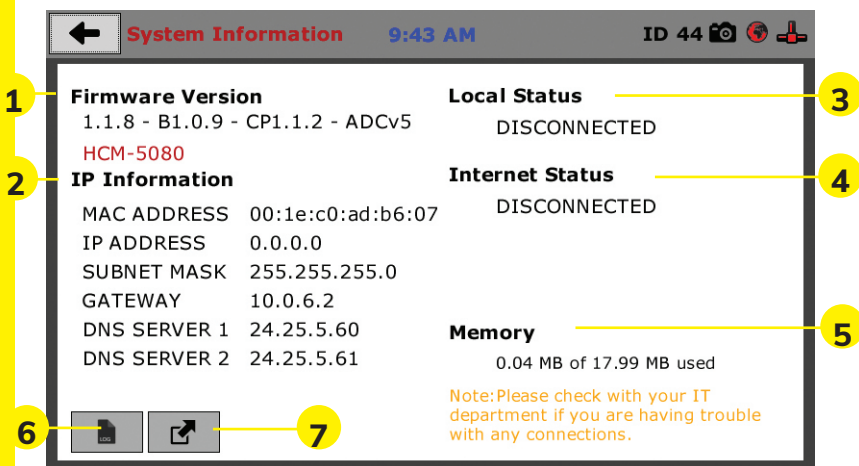 System Information 9:43 AM ID 44
1 Firmware Version
1.1.8 - B1.0.9 - CP1.1.2 - ADCv5
HCM-5080
2 IP Information
MAC ADDRESS 00:1e:c0:ad:b6:07
IP ADDRESS 0.0.0.0
SUBNET MASK 255.255.255.0
GATEWAY 10.0.6.2
DNS SERVER 1 24.25.5.60
DNS SERVER 2 24.25.5.61
Local Status 3
DISCONNECTED
Internet Status 4
DISCONNECTED
Memory 5
0.04 MB of 17.99 MB used
Note:Please check with your IT
department if you are having trouble
with any connections.
6 LOG 7